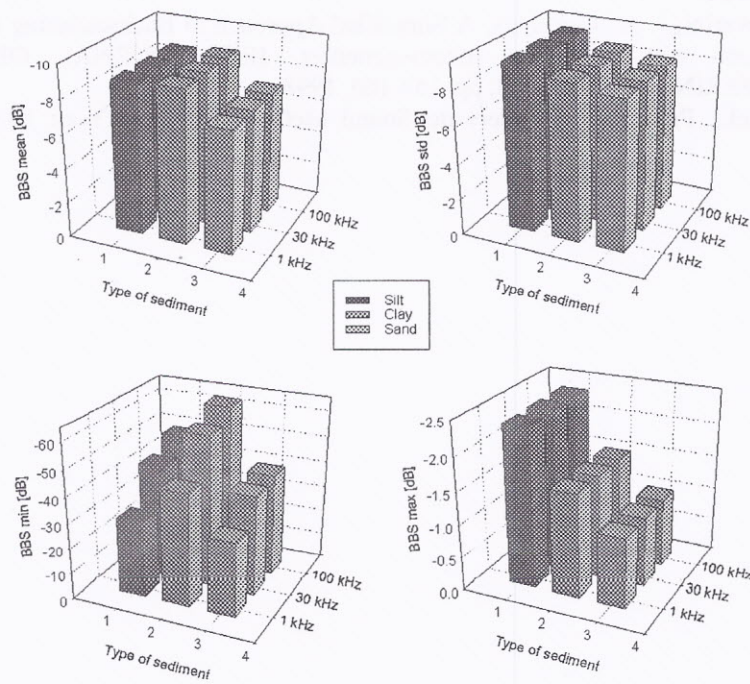 BBS mean [dB]
-10
-8
-6
-4
-2
0
1
2
3
4
Type of sediment
100 kHz
30 kHz
1 kHz
BBS std [dB]
-8
-6
-4
-2
0
1
2
3
4
Type of sediment
100 kHz
30 kHz
1 kHz
Silt
Clay
Sand
BBS min [dB]
-60
-50
-40
-30
-20
-10
0
1
2
3
4
Type of sediment
100 kHz
30 kHz
1 kHz
BBS max [dB]
-2.5
-2.0
-1.5
-1.0
-0.5
0.0
1
2
3
4
Type of sediment
100 kHz
30 kHz
1 kHz